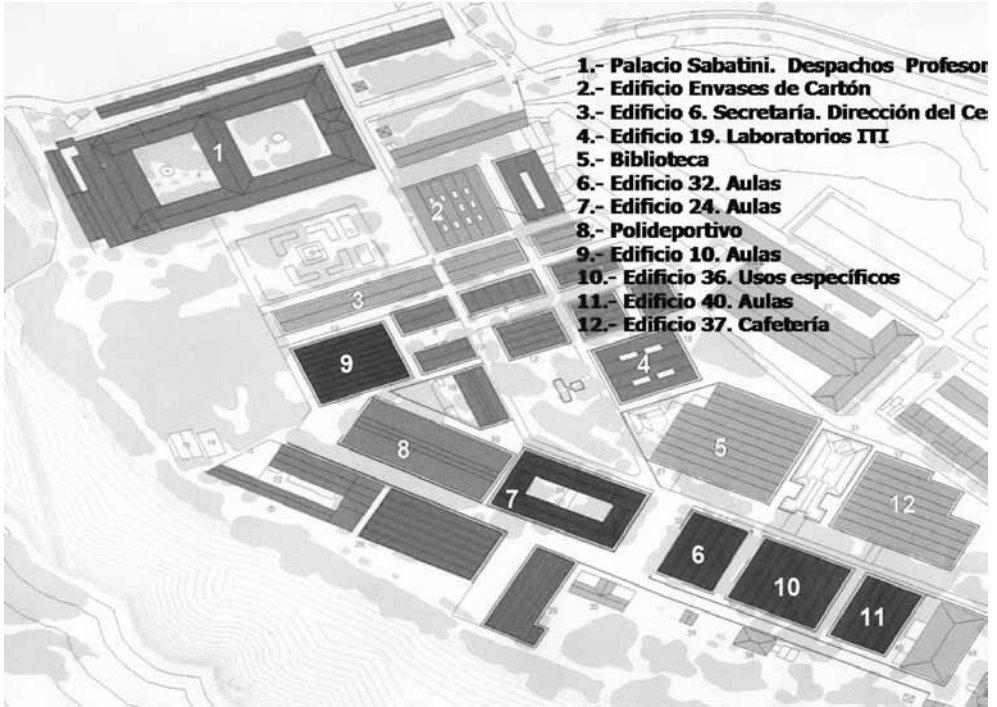 1.- Palacio Sabatini. Despachos Profesor
2.- Edificio Envases de Cartón
3.- Edificio 6. Secretaría. Dirección del Ce
4.- Edificio 19. Laboratorios ITI
5.- Biblioteca
6.- Edificio 32. Aulas
7.- Edificio 24. Aulas
8.- Polideportivo
9.- Edificio 10. Aulas
10.- Edificio 36. Usos específicos
11.- Edificio 40. Aulas
12.- Edificio 37. Cafetería
1
2
3
9
4
8
5
7
12
6
10
11